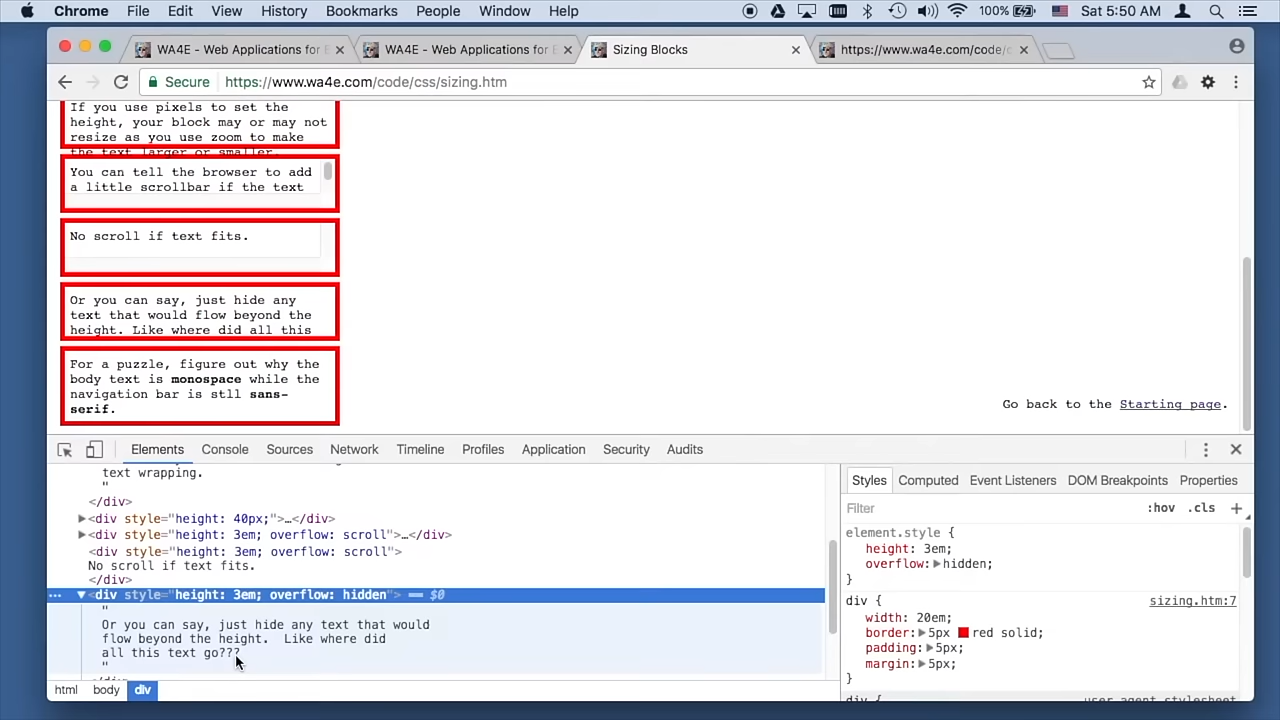 Chrome File Edit View History Bookmarks People Window Help 100% Sat 5:50 AM
WA4E - Web Applications for E
WA4E - Web Applications for E
Sizing Blocks
https://www.wa4e.com/code/c
Secure https://www.wa4e.com/code/css/sizing.htm
If you use pixels to set the
height, your block may or may not
resize as you use zoom to make
the text larger or smaller.
You can tell the browser to add
a little scrollbar if the text
No scroll if text fits.
Or you can say, just hide any
text that would flow beyond the
height. Like where did all this
For a puzzle, figure out why the
body text is monospace while the
navigation bar is stll sans-
serif.
Go back to the Starting page.
Elements Console Sources Network Timeline Profiles Application Security Audits
text wrapping.
"
</div>
<div style="height: 40px;">…</div>
<div style="height: 3em; overflow: scroll">…</div>
<div style="height: 3em; overflow: scroll">
No scroll if text fits.
</div>
<div style="height: 3em; overflow: hidden"> == $0
"
Or you can say, just hide any text that would
flow beyond the height.  Like where did
all this text go???
"
</div>
html body div
Styles Computed Event Listeners DOM Breakpoints Properties
Filter :hov .cls +
element.style {
height: 3em;
overflow: hidden;
}
div { sizing.htm:7
width: 20em;
border: 5px red solid;
padding: 5px;
margin: 5px;
}
div { user agent stylesheet